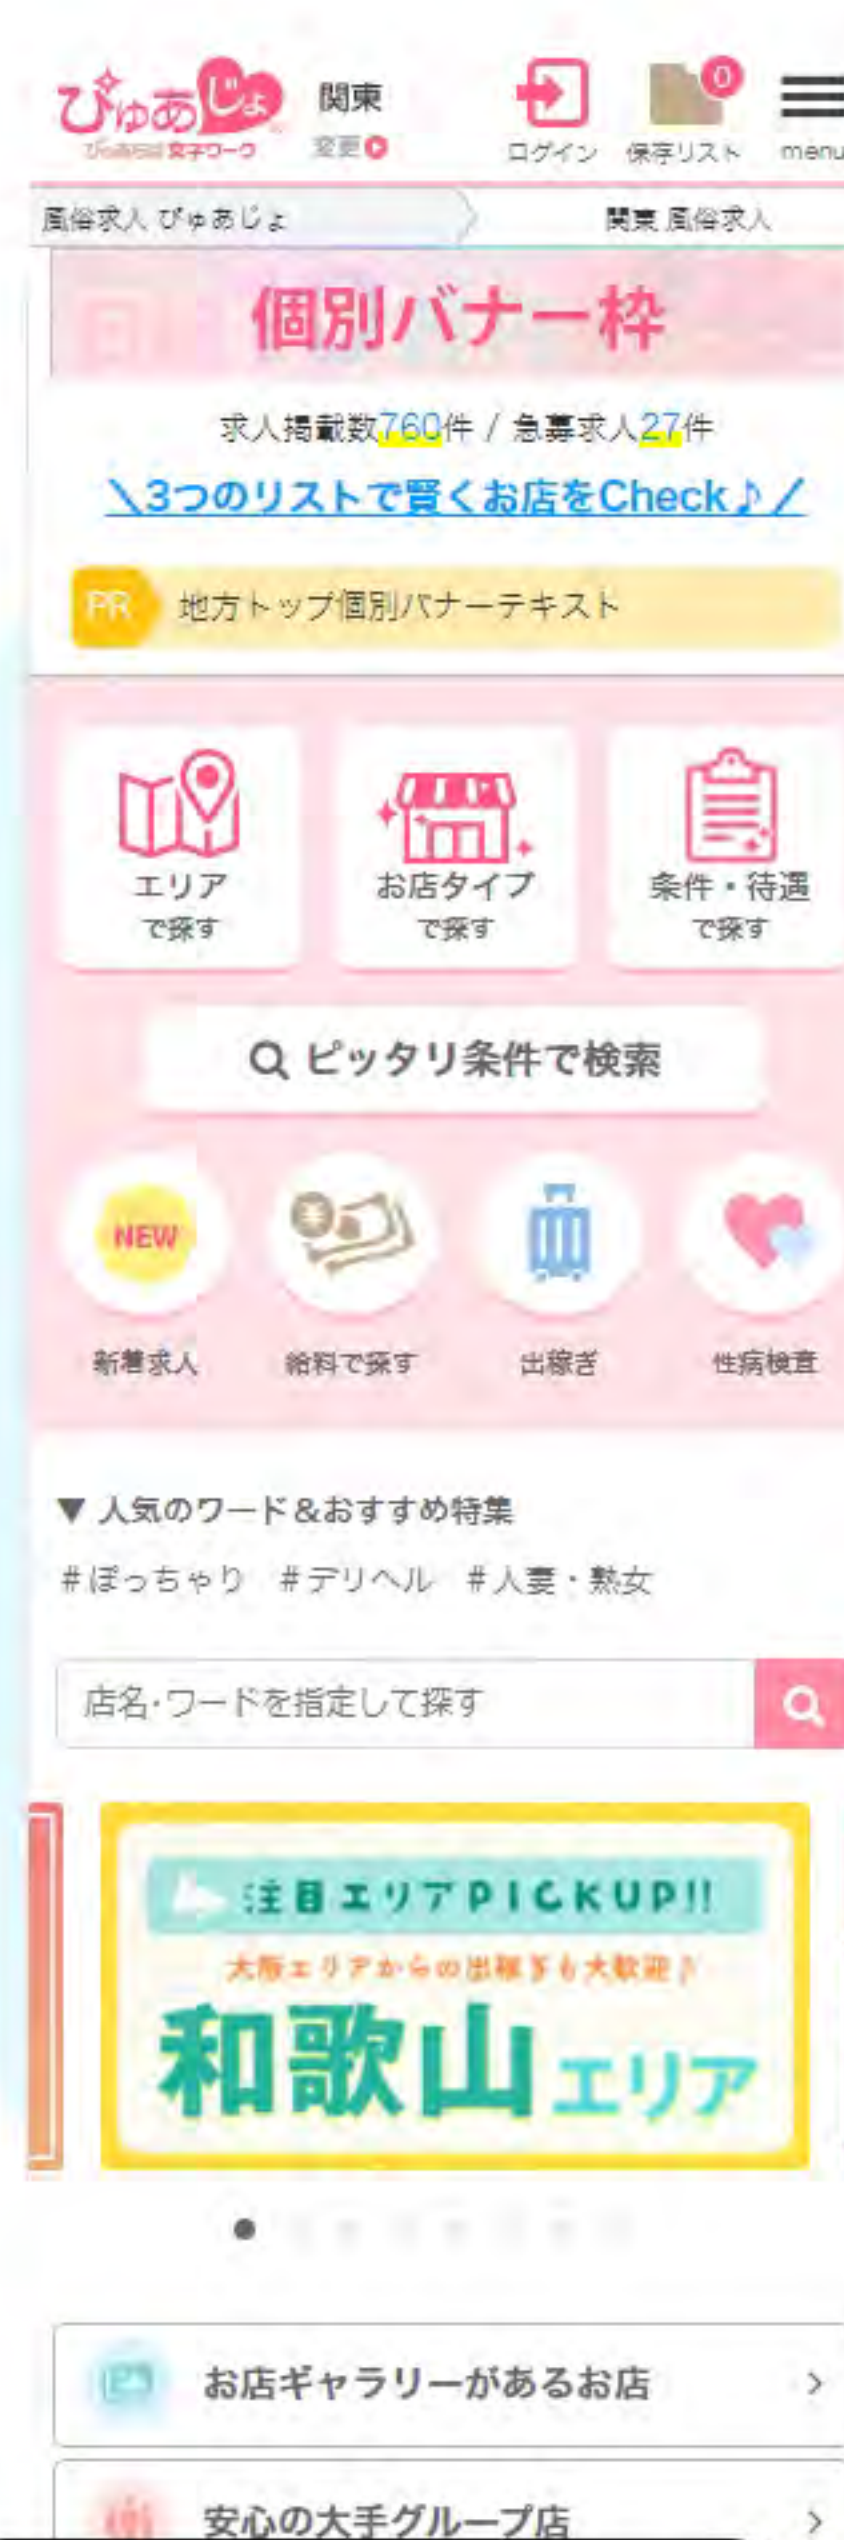 ぴゅあじょ
関東
変更
女子ワーク
ログイン
保存リスト
0
menu
風俗求人 ぴゅあじょ
関東 風俗求人
個別バナー枠
求人掲載数760件 / 急募求人27件
＼3つのリストで賢くお店をCheck♪／
PR 地方トップ個別バナーテキスト
エリア
で探す
お店タイプ
で探す
条件・待遇
で探す
ピッタリ条件で検索
NEW
新着求人
給料で探す
出稼ぎ
性病検査
▼ 人気のワード＆おすすめ特集
#ぽっちゃり #デリヘル #人妻・熟女
店名･ワードを指定して探す
注目エリアPICKUP!!
大阪エリアからの出稼ぎも大歓迎♪
和歌山エリア
お店ギャラリーがあるお店
安心の大手グループ店